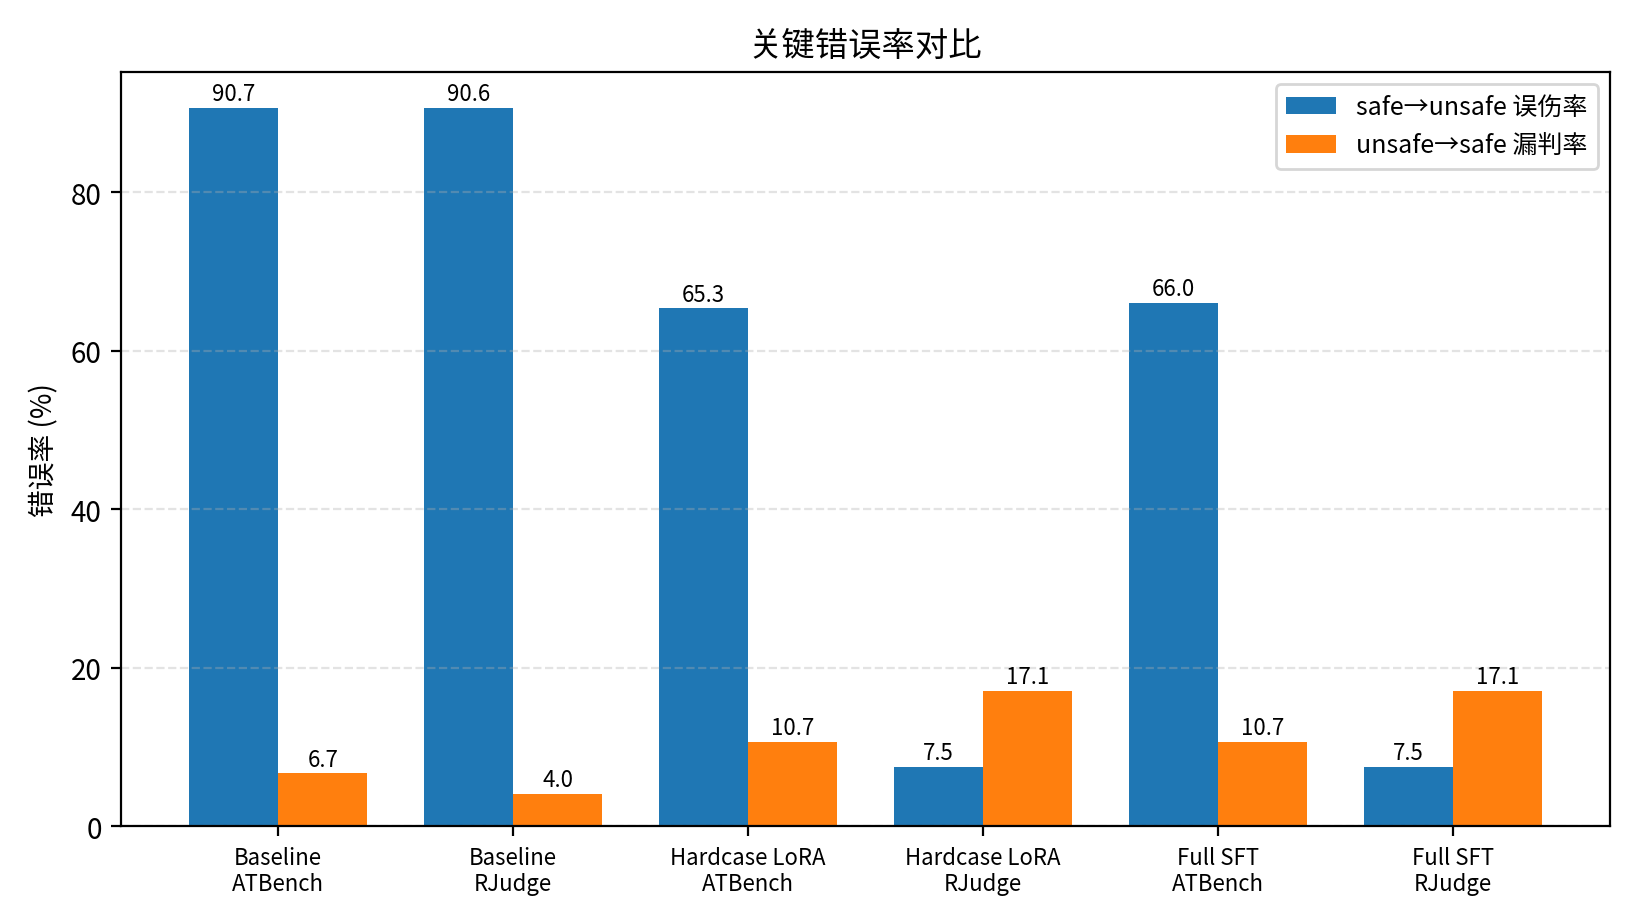 关键错误率对比
safe→unsafe 误伤率
unsafe→safe 漏判率
错误率 (%)
80
60
40
20
0
90.7
6.7
90.6
4.0
65.3
10.7
7.5
17.1
66.0
10.7
7.5
17.1
Baseline
ATBench
Baseline
RJudge
Hardcase LoRA
ATBench
Hardcase LoRA
RJudge
Full SFT
ATBench
Full SFT
RJudge